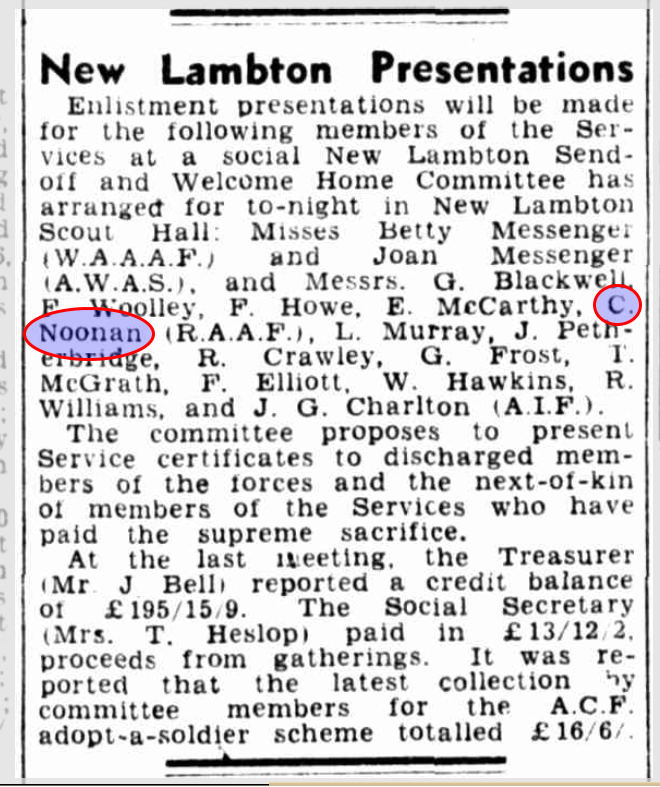 New Lambton Presentations
Enlistment presentations will be made
for the following members of the Ser-
vices at a social New Lambton Send-
off and Welcome Home Committee has
arranged for to-night in New Lambton
Scout Hall: Misses Betty Messenger
(W.A.A.A.F.) and Joan Messenger
(A.W.A.S.), and Messrs. G. Blackwell,
F. Woolley, F. Howe, E. McCarthy, C.
Noonan (R.A.A.F.), L. Murray, J. Peth-
erbridge, R. Crawley, G. Frost, T.
McGrath, F. Elliott, W. Hawkins, R.
Williams, and J. G. Charlton (A.I.F.).
The committee proposes to present
Service certificates to discharged mem-
bers of the forces and the next-of-kin
of members of the Services who have
paid the supreme sacrifice.
At the last meeting, the Treasurer
(Mr. J Bell) reported a credit balance
of £195/15/9. The Social Secretary
(Mrs. T. Heslop) paid in £13/12/2,
proceeds from gatherings. It was re-
ported that the latest collection by
committee members for the A.C.F.
adopt-a-soldier scheme totalled £16/6/.